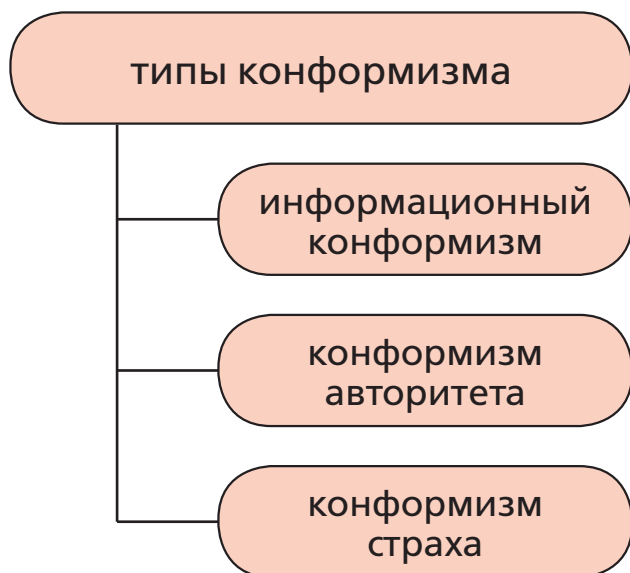 типы конформизма
информационный
конформизм
конформизм
авторитета
конформизм
страха